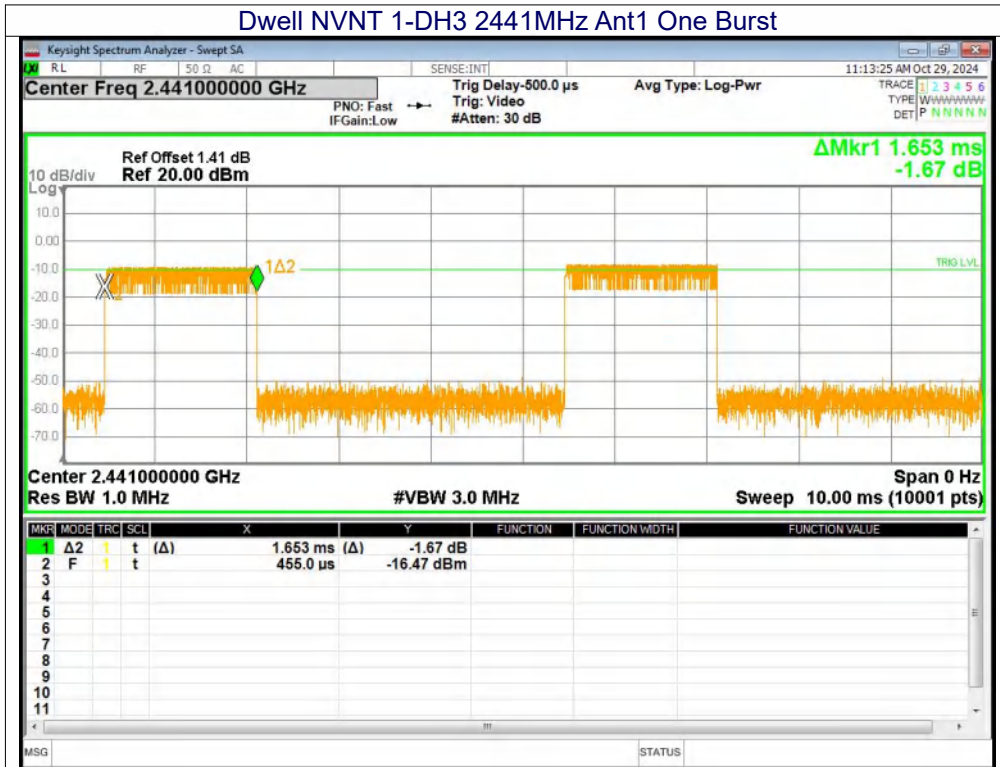 Dwell NVNT 1-DH3 2441MHz Ant1 One Burst
Keysight Spectrum Analyzer - Swept SA
LXI RL RF 50 Ω AC SENSE:INT 11:13:25 AM Oct 29, 2024
Center Freq 2.441000000 GHz Trig Delay-500.0 µs Avg Type: Log-Pwr TRACE 1 2 3 4 5 6
PNO: Fast Trig: Video TYPE WWWWWWW
IFGain:Low #Atten: 30 dB DET P N N N N N
ΔMkr1 1.653 ms
-1.67 dB
Ref Offset 1.41 dB
10 dB/div Ref 20.00 dBm
Log
10.0
0.00
-10.0
-20.0
-30.0
-40.0
-50.0
-60.0
-70.0
1Δ2
TRIG LVL
Center 2.441000000 GHz Span 0 Hz
Res BW 1.0 MHz #VBW 3.0 MHz Sweep 10.00 ms (10001 pts)
MKR MODE TRC SCL X Y FUNCTION FUNCTION WIDTH FUNCTION VALUE
1 Δ2 1 t (Δ) 1.653 ms (Δ) -1.67 dB
2 F 1 t 455.0 µs -16.47 dBm
3
4
5
6
7
8
9
10
11
MSG STATUS